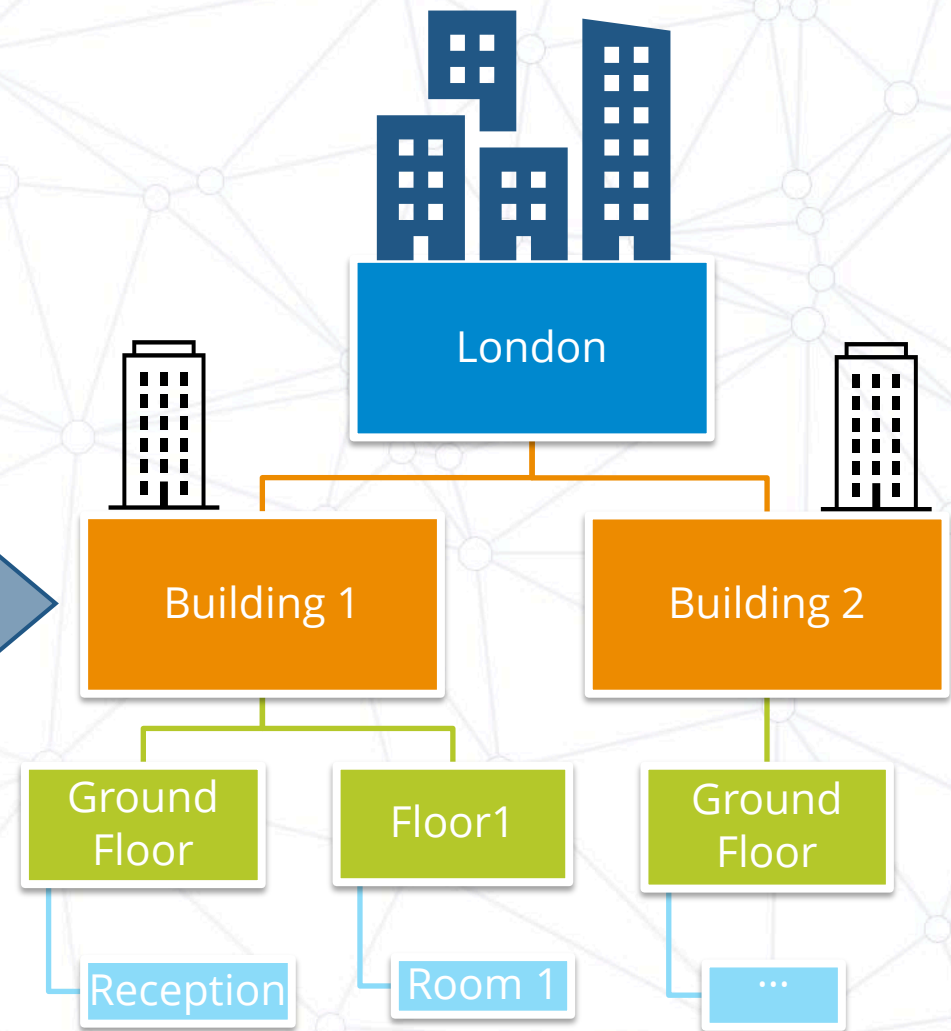 London
Building 1
Building 2
Ground
Floor
Floor1
Ground
Floor
Reception
Room 1
...